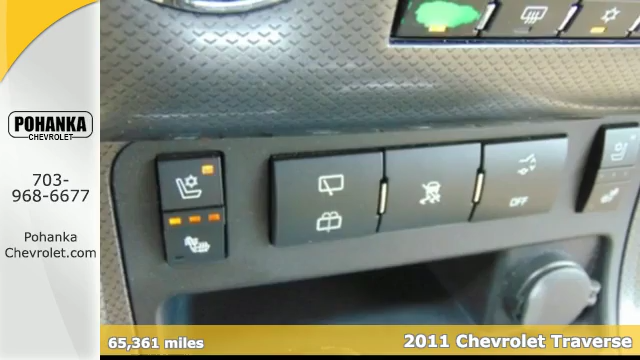 POHANKA
CHEVROLET
703-
968-6677
Pohanka
Chevrolet.com
OFF
65,361 miles
2011 Chevrolet Traverse